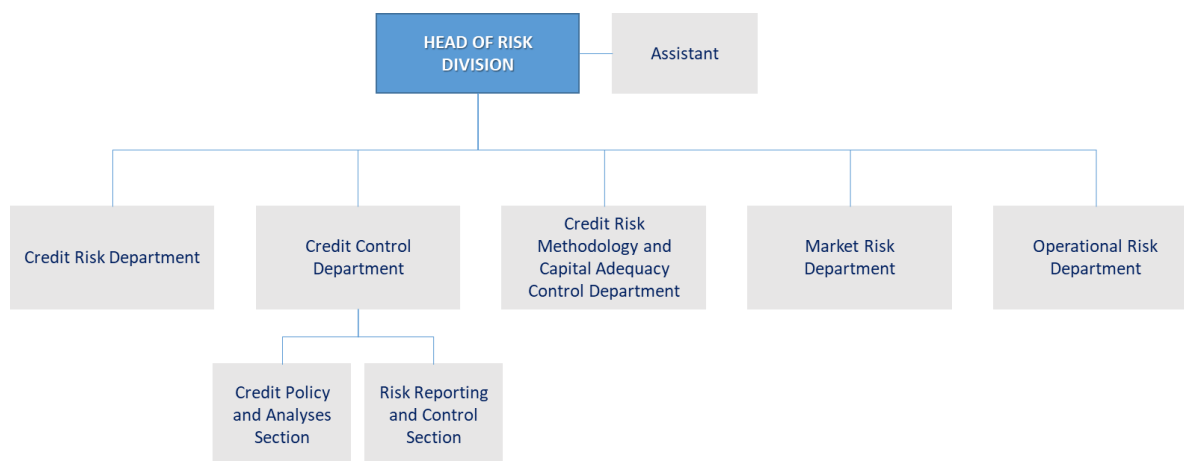 HEAD OF RISK
DIVISION
Assistant
Credit Risk Department
Credit Control
Department
Credit Risk
Methodology and
Capital Adequacy
Control Department
Market Risk
Department
Operational Risk
Department
Credit Policy
and Analyses
Section
Risk Reporting
and Control
Section